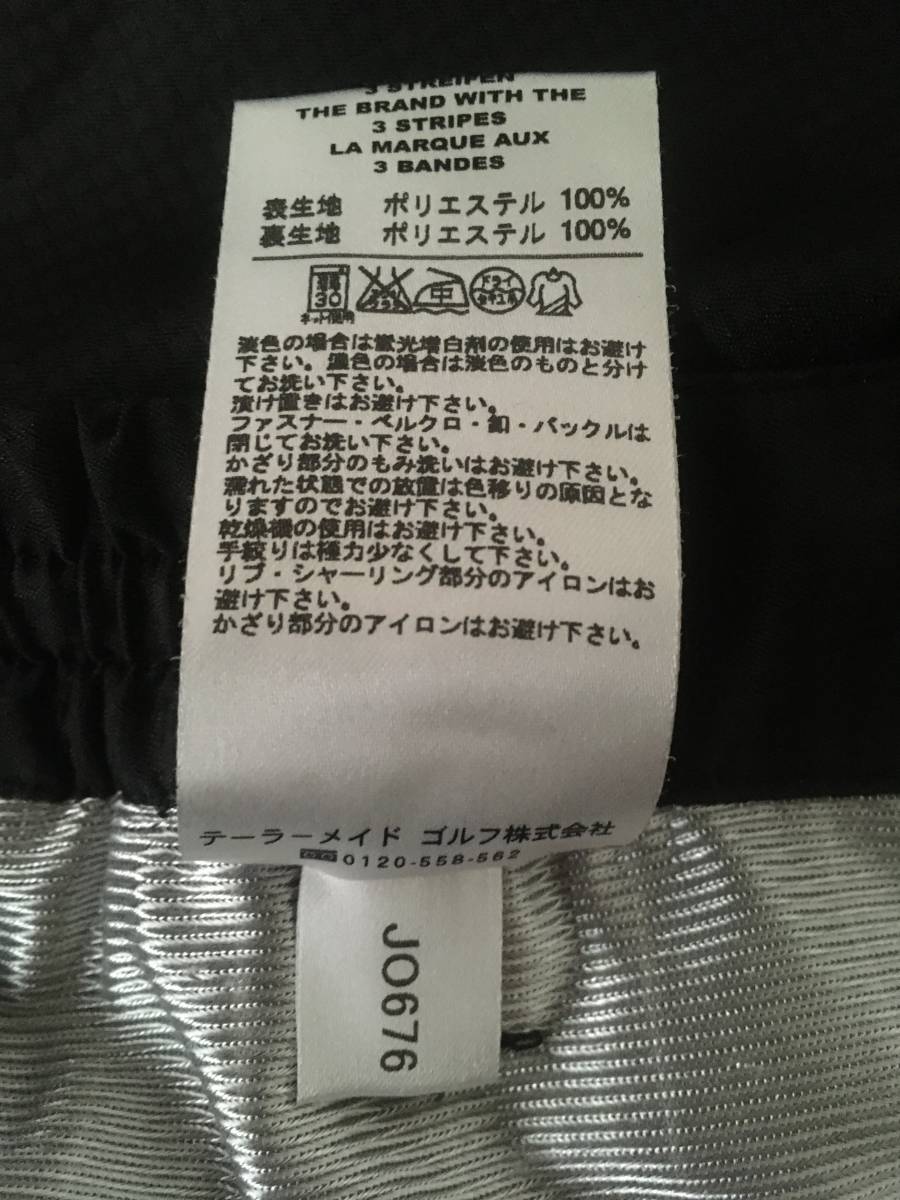 3 STREIPEN
THE BRAND WITH THE
3 STRIPES
LA MARQUE AUX
3 BANDES
表生地 ポリエステル 100%
裏生地 ポリエステル 100%
30 中 ドライ
ネット使用
淡色の場合は蛍光増白剤の使用はお避け
下さい。濃色の場合は淡色のものと分け
てお洗い下さい。
漬け置きはお避け下さい。
ファスナー・ベルクロ・釦・バックルは
閉じてお洗い下さい。
かざり部分のもみ洗いはお避け下さい。
濡れた状態での放置は色移りの原因とな
りますのでお避け下さい。
乾燥機の使用はお避け下さい。
手絞りは極力少なくして下さい。
リブ・シャーリング部分のアイロンはお
避け下さい。
かざり部分のアイロンはお避け下さい。
テーラーメイド ゴルフ株式会社
0120-558-562
JO676